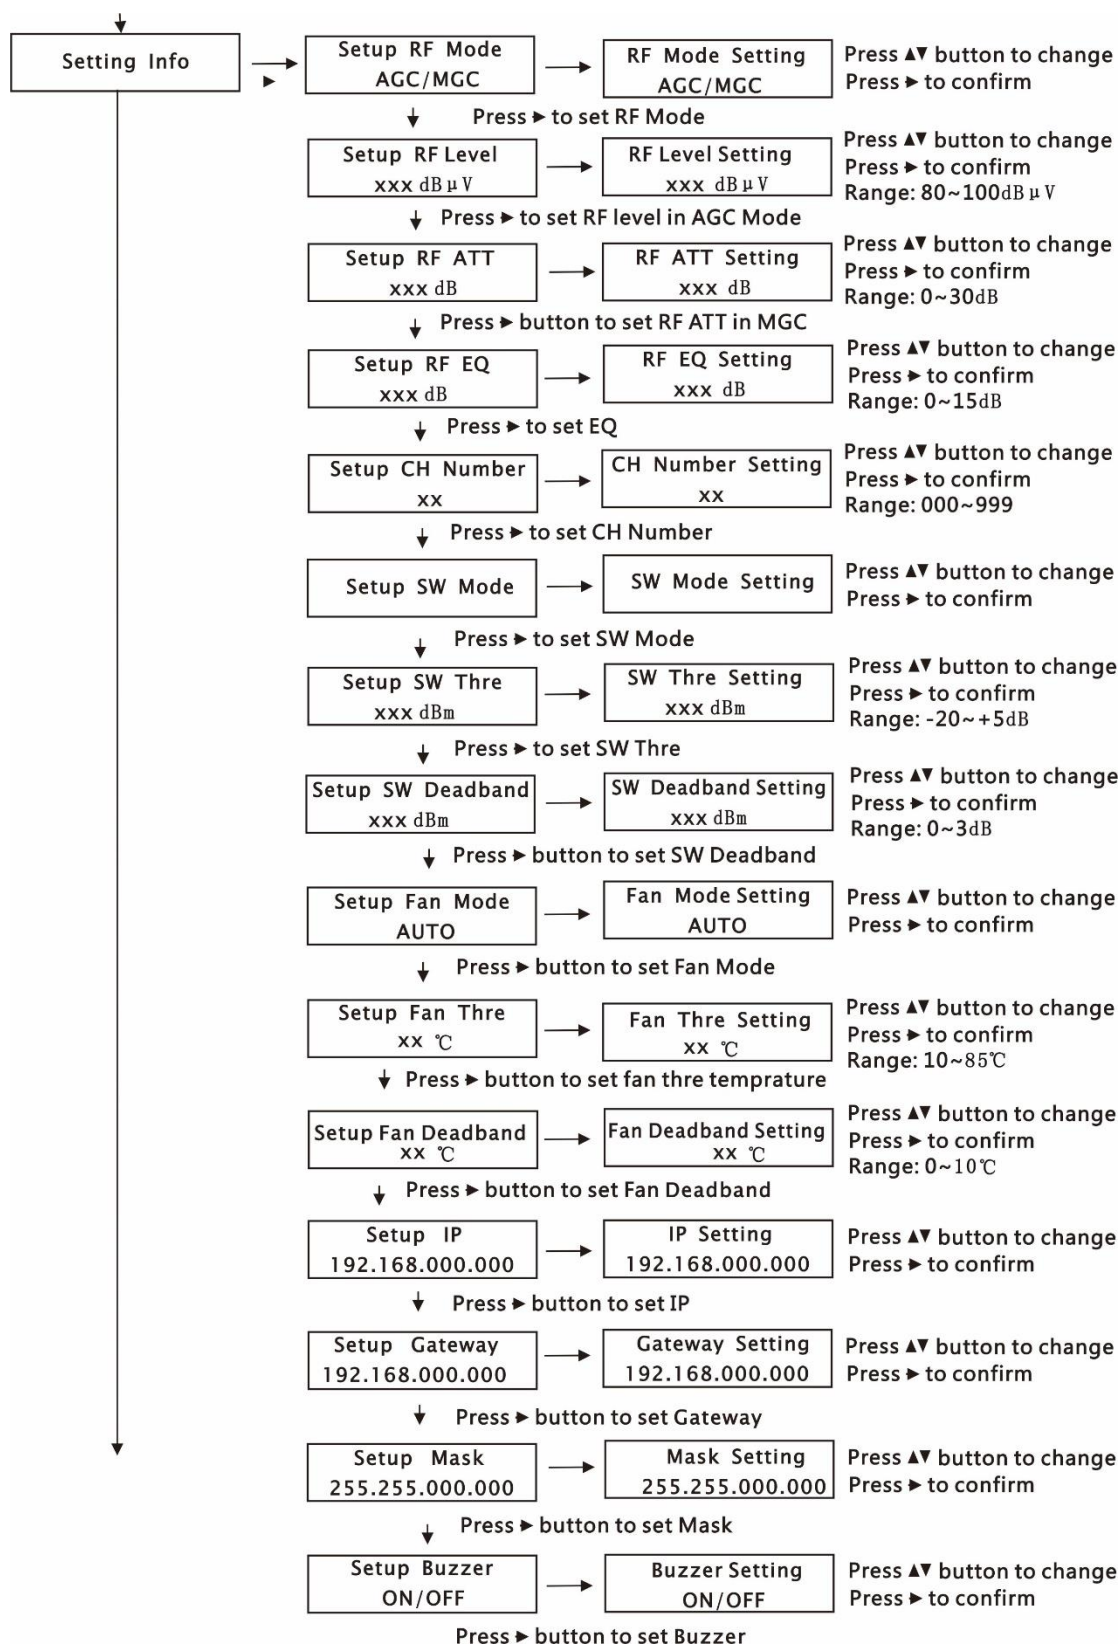 Setting Info
►
Setup RF Mode
AGC/MGC
RF Mode Setting
AGC/MGC
Press ▲▼ button to change
Press ► to confirm
Press ► to set RF Mode
Setup RF Level
xxx dBμV
RF Level Setting
xxx dBμV
Press ▲▼ button to change
Press ► to confirm
Range: 80~100dBμV
Press ► to set RF level in AGC Mode
Setup RF ATT
xxx dB
RF ATT Setting
xxx dB
Press ▲▼ button to change
Press ► to confirm
Range: 0~30dB
Press ► button to set RF ATT in MGC
Setup RF EQ
xxx dB
RF EQ Setting
xxx dB
Press ▲▼ button to change
Press ► to confirm
Range: 0~15dB
Press ► to set EQ
Setup CH Number
xx
CH Number Setting
xx
Press ▲▼ button to change
Press ► to confirm
Range: 000~999
Press ► to set CH Number
Setup SW Mode
SW Mode Setting
Press ▲▼ button to change
Press ► to confirm
Press ► to set SW Mode
Setup SW Thre
xxx dBm
SW Thre Setting
xxx dBm
Press ▲▼ button to change
Press ► to confirm
Range: -20~+5dB
Press ► to set SW Thre
Setup SW Deadband
xxx dBm
SW Deadband Setting
xxx dBm
Press ▲▼ button to change
Press ► to confirm
Range: 0~3dB
Press ► button to set SW Deadband
Setup Fan Mode
AUTO
Fan Mode Setting
AUTO
Press ▲▼ button to change
Press ► to confirm
Press ► button to set Fan Mode
Setup Fan Thre
xx ℃
Fan Thre Setting
xx ℃
Press ▲▼ button to change
Press ► to confirm
Range: 10~85℃
Press ► button to set fan thre temprature
Setup Fan Deadband
xx ℃
Fan Deadband Setting
xx ℃
Press ▲▼ button to change
Press ► to confirm
Range: 0~10℃
Press ► button to set Fan Deadband
Setup IP
192.168.000.000
IP Setting
192.168.000.000
Press ▲▼ button to change
Press ► to confirm
Press ► button to set IP
Setup Gateway
192.168.000.000
Gateway Setting
192.168.000.000
Press ▲▼ button to change
Press ► to confirm
Press ► button to set Gateway
Setup Mask
255.255.000.000
Mask Setting
255.255.000.000
Press ▲▼ button to change
Press ► to confirm
Press ► button to set Mask
Setup Buzzer
ON/OFF
Buzzer Setting
ON/OFF
Press ▲▼ button to change
Press ► to confirm
Press ► button to set Buzzer